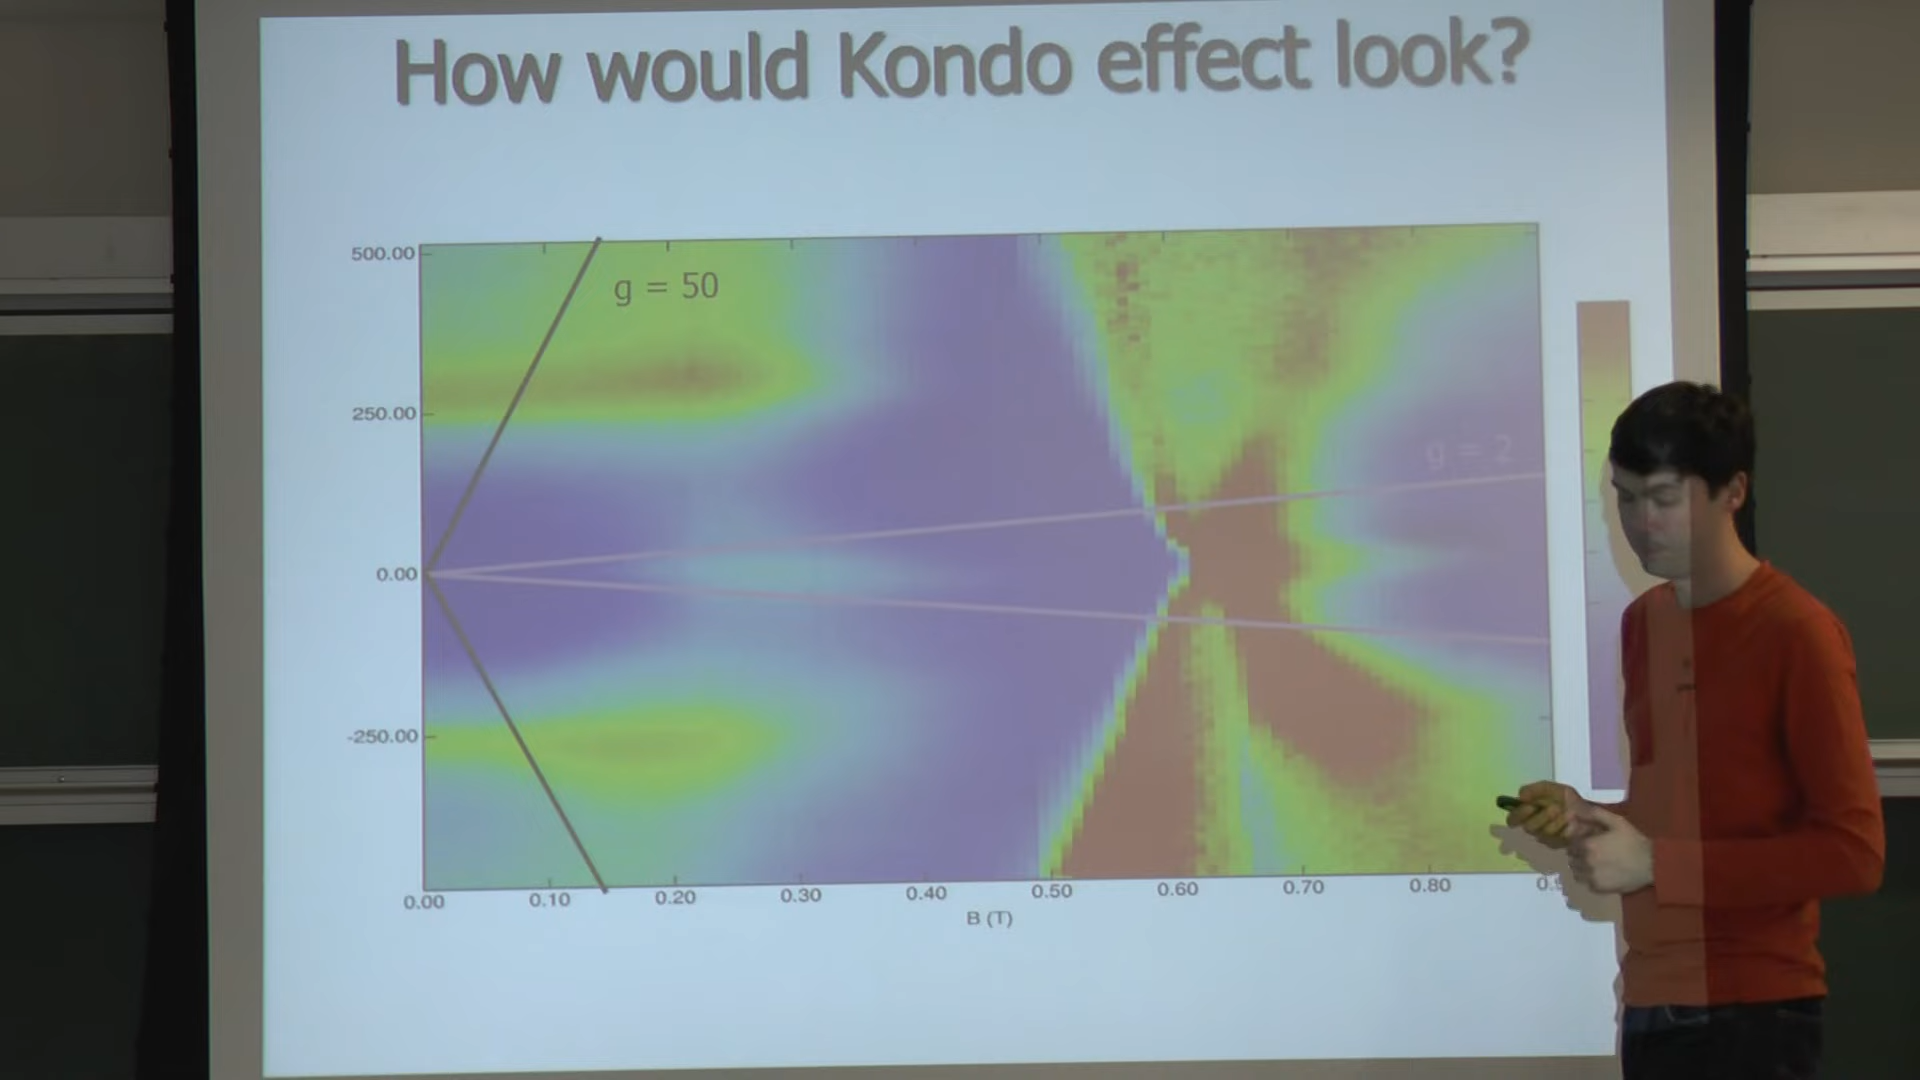 How would Kondo effect look?
500.00
g = 50
250.00
g = 2
0.00
-250.00
0.00 0.10 0.20 0.30 0.40 0.50 0.60 0.70 0.80
B (T)